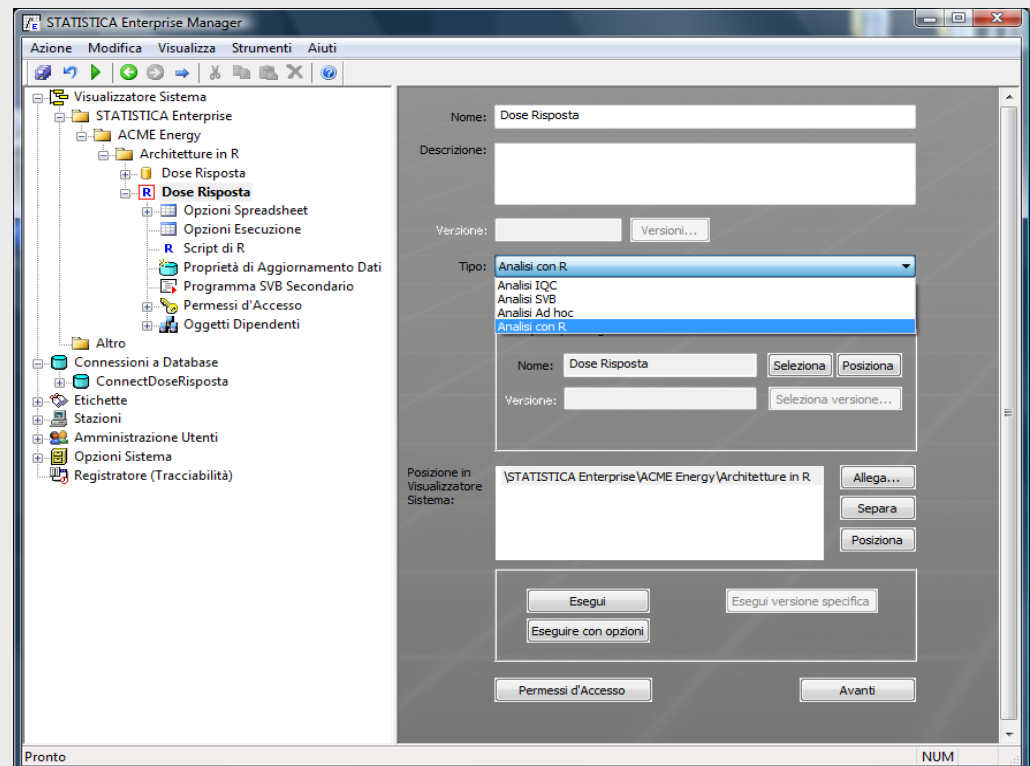 STATISTICA Enterprise Manager
Azione Modifica Visualizza Strumenti Aiuti
Visualizzatore Sistema
STATISTICA Enterprise
ACME Energy
Architetture in R
Dose Risposta
R Dose Risposta
Opzioni Spreadsheet
Opzioni Esecuzione
R Script di R
Proprietà di Aggiornamento Dati
Programma SVB Secondario
Permessi d'Accesso
Oggetti Dipendenti
Altro
Connessioni a Database
ConnectDoseRisposta
Etichette
Stazioni
Amministrazione Utenti
Opzioni Sistema
Registratore (Tracciabilità)
Nome: Dose Risposta
Descrizione:
Versione: Versioni...
Tipo: Analisi con R
Analisi IQC
Analisi SVB
Analisi Ad hoc
Analisi con R
Nome: Dose Risposta Seleziona Posiziona
Versione: Seleziona versione...
Posizione in
Visualizzatore
Sistema:
\STATISTICA Enterprise\ACME Energy\Architetture in R
Allega...
Separa
Posiziona
Esegui Esegui versione specifica
Eseguire con opzioni
Permessi d'Accesso Avanti
Pronto NUM